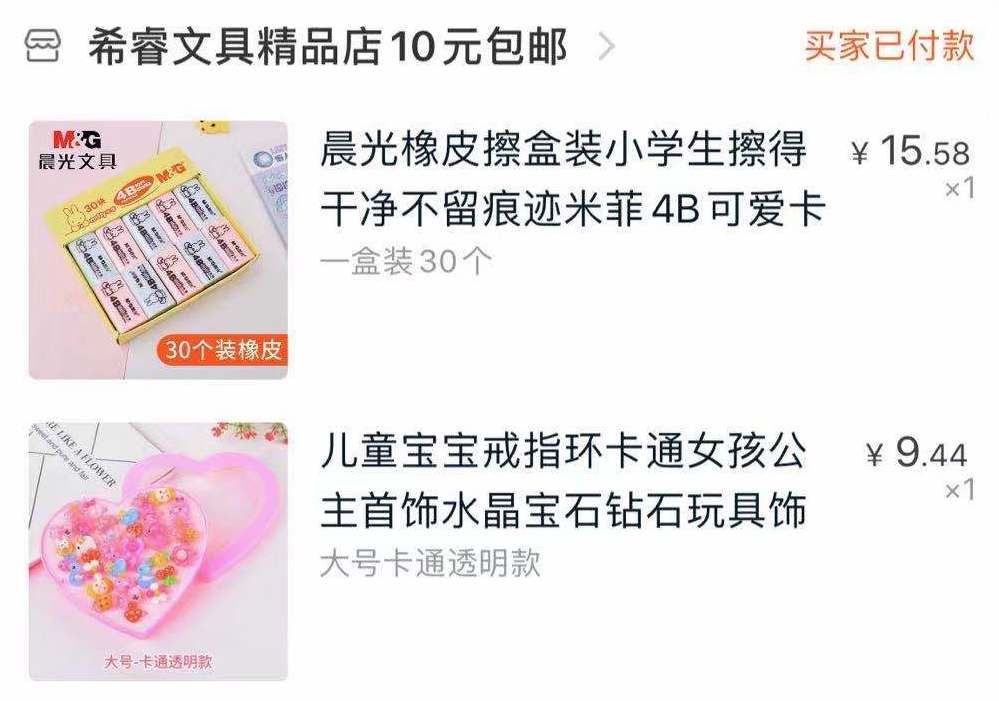 希睿文具精品店10元包邮
买家已付款
M&G
晨光文具
30块
4B
M&G
30个装橡皮
晨光橡皮擦盒装小学生擦得
干净不留痕迹米菲4B可爱卡
一盒装30个
¥ 15.58
×1
大号-卡通透明款
儿童宝宝戒指环卡通女孩公
主首饰水晶宝石钻石玩具饰
大号卡通透明款
¥ 9.44
×1